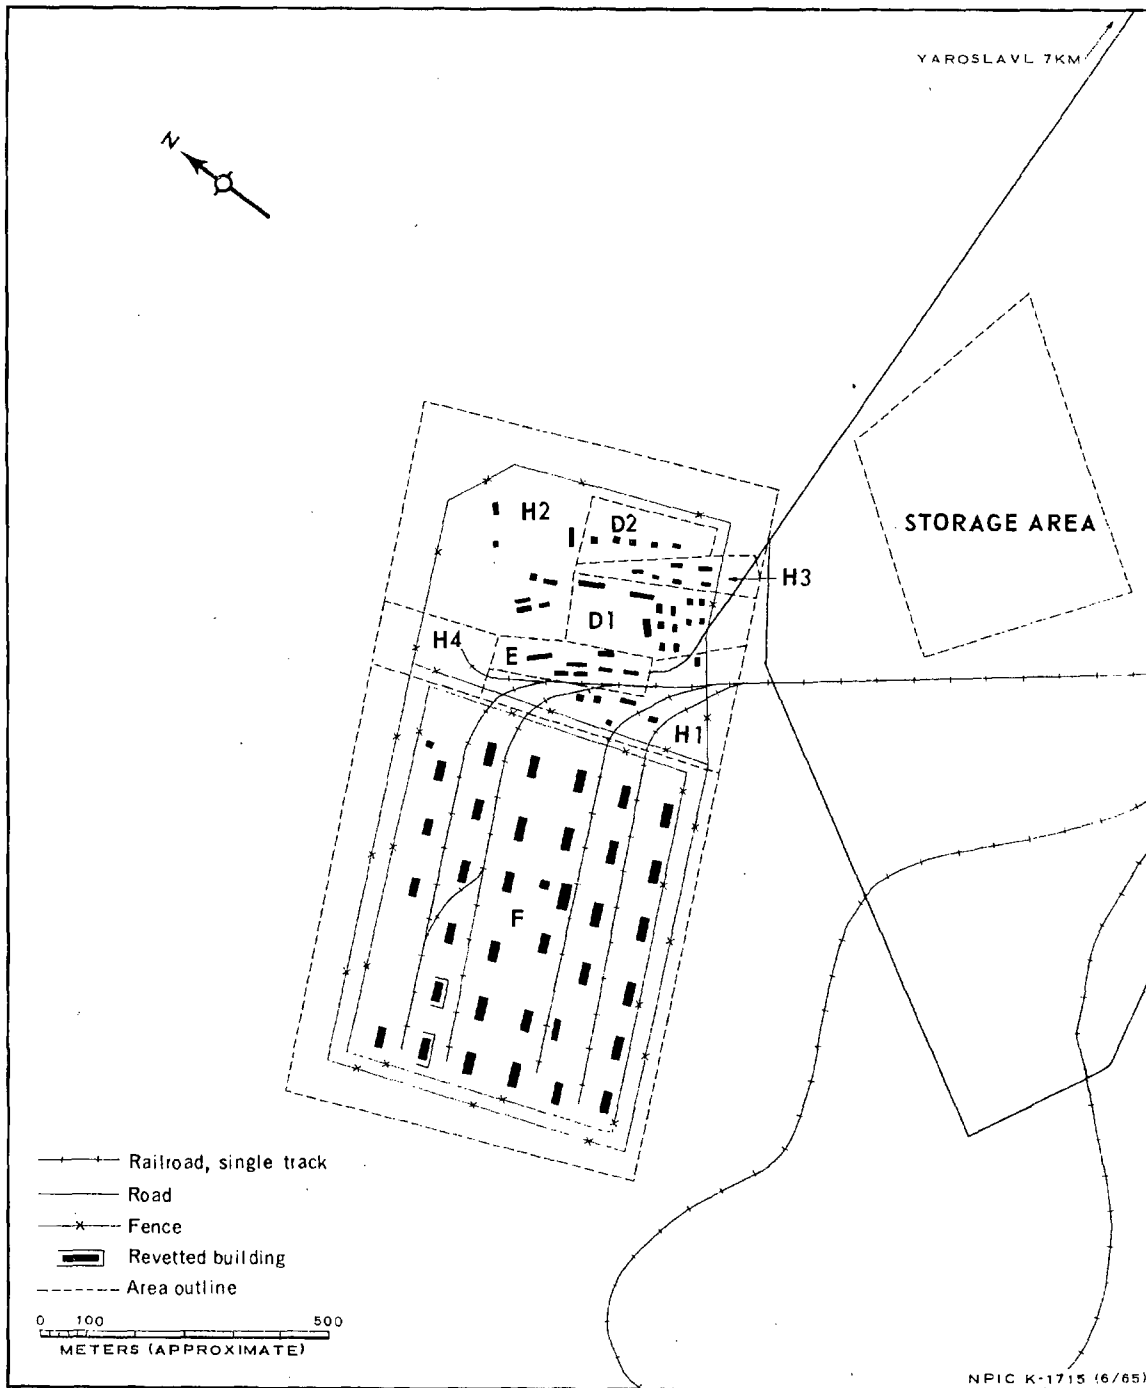 YAROSLAVL 7KM
N
H2
D2
STORAGE AREA
H3
D1
H4
E
H1
F
Railroad, single track
Road
Fence
Revetted building
Area outline
0 100 500
METERS (APPROXIMATE)
NPIC K-1715 (6/65)